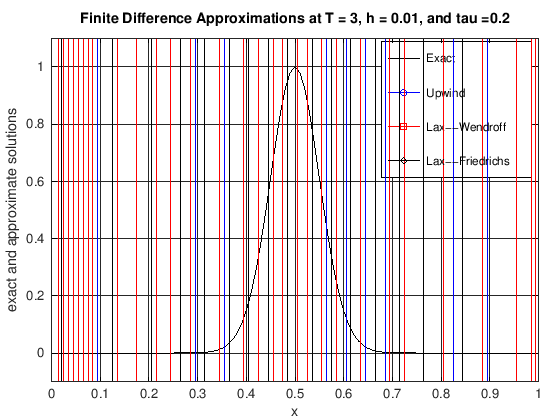 Finite Difference Approximations at T = 3, h = 0.01, and tau =0.2
exact and approximate solutions
1
0.8
0.6
0.4
0.2
0
Exact
Upwind
Lax--Wendroff
Lax--Friedrichs
0 0.1 0.2 0.3 0.4 0.5 0.6 0.7 0.8 0.9 1
x